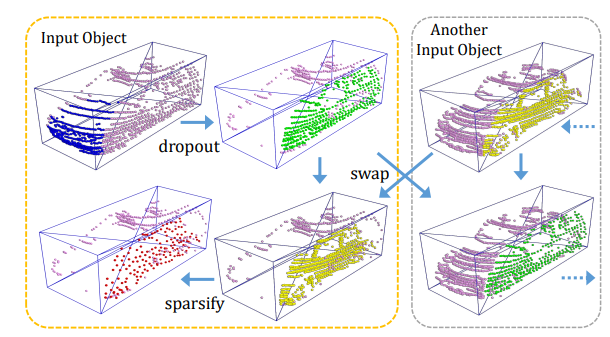 Input Object
Another
Input Object
dropout
swap
sparsify